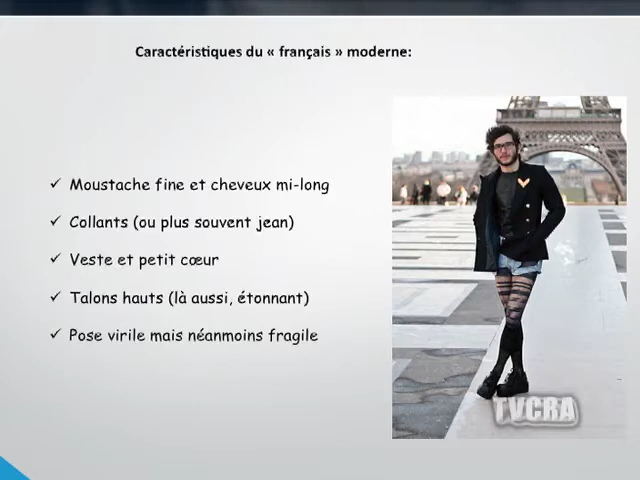 Caractéristiques du « français » moderne:
✓ Moustache fine et cheveux mi-long
✓ Collants (ou plus souvent jean)
✓ Veste et petit cœur
✓ Talons hauts (là aussi, étonnant)
✓ Pose virile mais néanmoins fragile
TVCRA